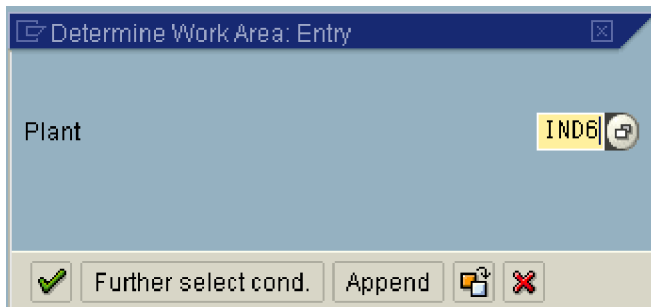 Determine Work Area: Entry
Plant IND6
Further select cond. Append